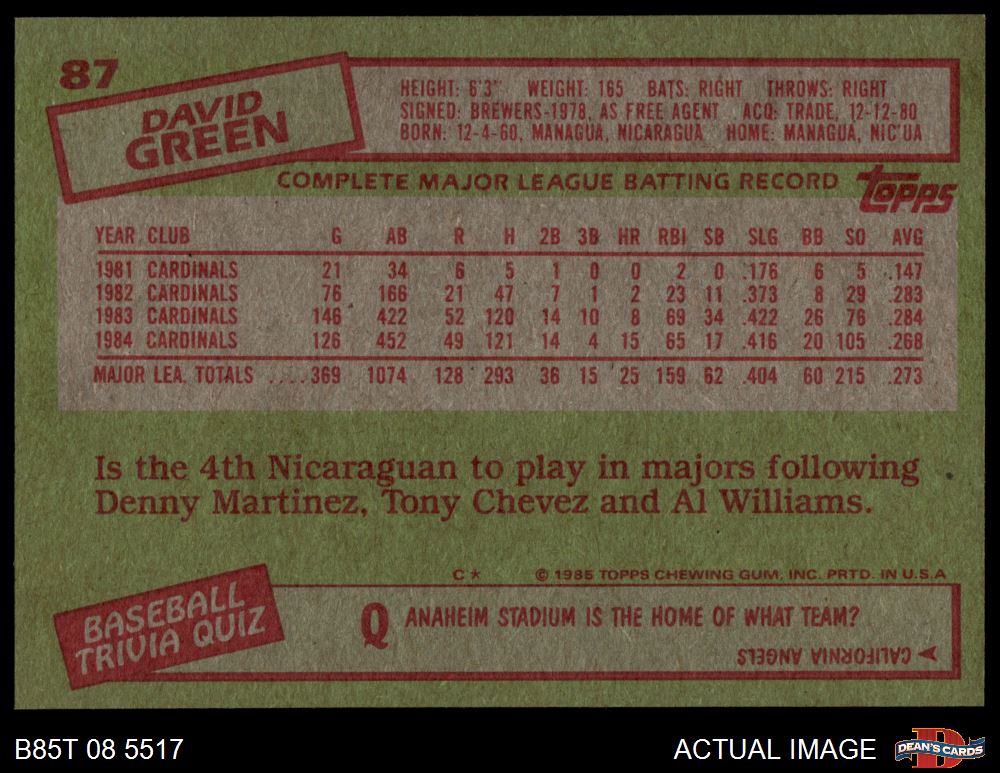 87
DAVID
GREEN
HEIGHT: 6'3" WEIGHT: 165 BATS: RIGHT THROWS: RIGHT
SIGNED: BREWERS-1978, AS FREE AGENT ACQ: TRADE, 12-12-80
BORN: 12-4-60, MANAGUA, NICARAGUA HOME: MANAGUA, NIC'UA
COMPLETE MAJOR LEAGUE BATTING RECORD
topps
YEAR CLUB G AB R H 2B 3B HR RBI SB SLG BB SO AVG
1981 CARDINALS 21 34 6 5 1 0 0 2 0 .176 6 5 .147
1982 CARDINALS 76 166 21 47 7 1 2 23 11 .373 8 29 .283
1983 CARDINALS 146 422 52 120 14 10 8 69 34 .422 26 76 .284
1984 CARDINALS 126 452 49 121 14 4 15 65 17 .416 20 105 .268
MAJOR LEA. TOTALS ....369 1074 128 293 36 15 25 159 62 .404 60 215 .273
Is the 4th Nicaraguan to play in majors following
Denny Martinez, Tony Chevez and Al Williams.
C* © 1985 TOPPS CHEWING GUM, INC. PRTD. IN U.S.A
BASEBALL
TRIVIA QUIZ
Q ANAHEIM STADIUM IS THE HOME OF WHAT TEAM?
A CALIFORNIA ANGELS
B85T 08 5517
ACTUAL IMAGE
D
DEAN'S CARDS